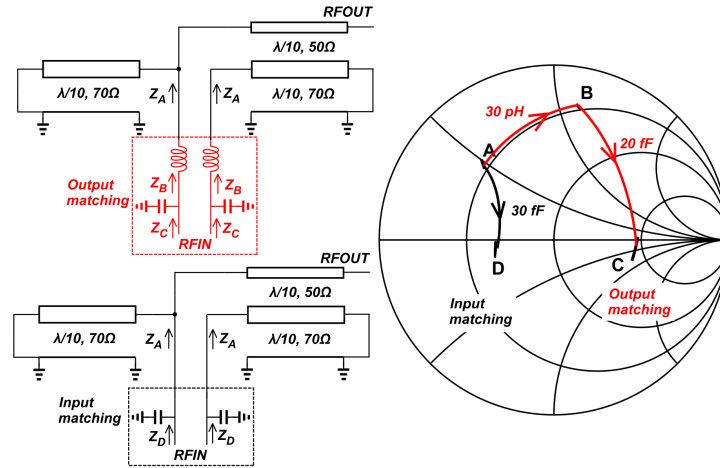 RFOUT
λ/10, 50Ω
λ/10, 70Ω
Z_A
Z_A
λ/10, 70Ω
Output
matching
Z_B
Z_B
Z_C
RFIN
Z_C
RFOUT
λ/10, 50Ω
λ/10, 70Ω
Z_A
Z_A
λ/10, 70Ω
Input
matching
Z_D
RFIN
Z_D
B
30 pH
20 fF
A
30 fF
D
C
Input
matching
Output
matching